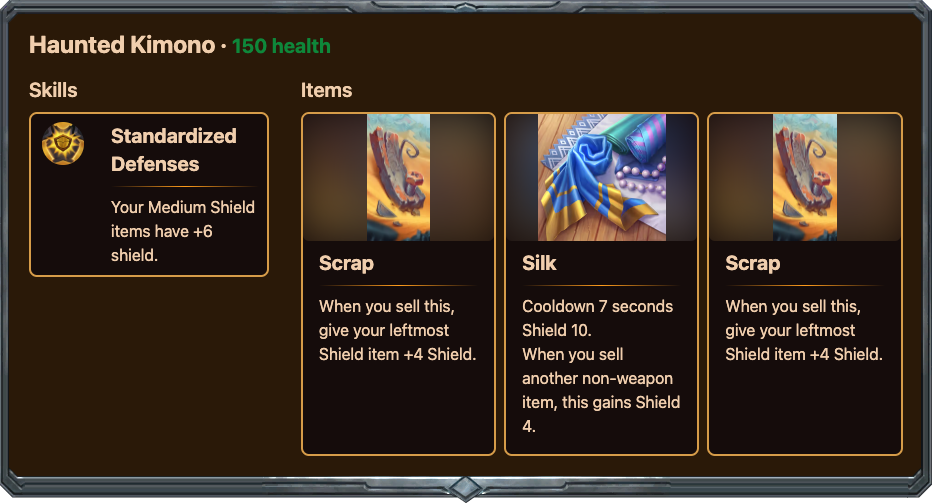 Haunted Kimono · 150 health
Skills
Standardized
Defenses
Your Medium Shield
items have +6
shield.
Items
Scrap
When you sell this,
give your leftmost
Shield item +4 Shield.
Silk
Cooldown 7 seconds
Shield 10.
When you sell
another non-weapon
item, this gains Shield
4.
Scrap
When you sell this,
give your leftmost
Shield item +4 Shield.